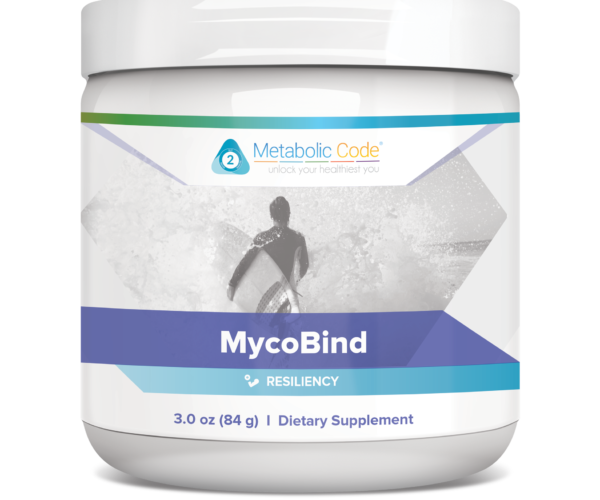 2
Metabolic Code®
unlock your healthiest you
MycoBind
RESILIENCY
3.0 oz (84 g) | Dietary Supplement